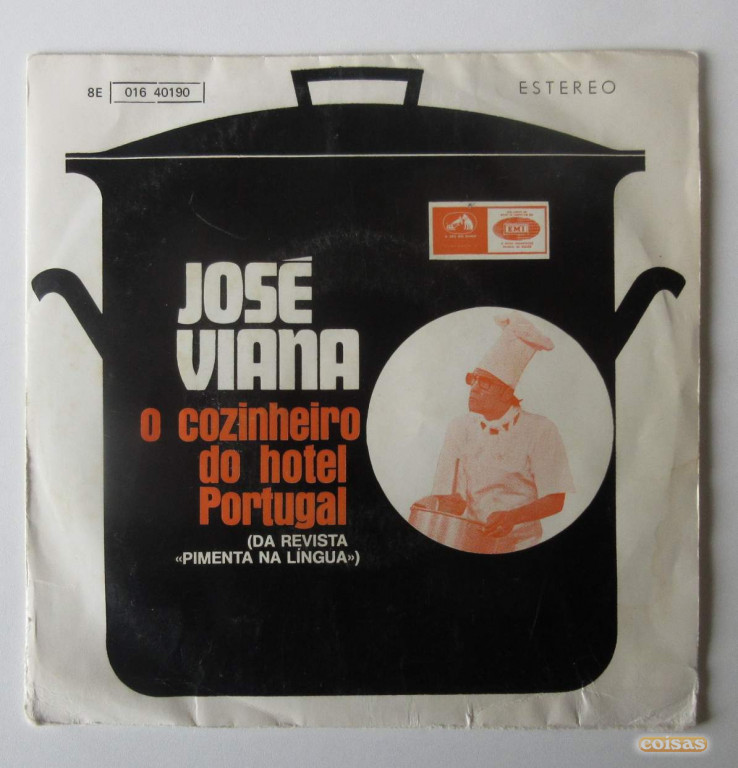 8E 016 40190
ESTEREO
EMI
JOSÉ
VIANA
o cozinheiro
do hotel
Portugal
(DA REVISTA
«PIMENTA NA LÍNGUA»)
coisas